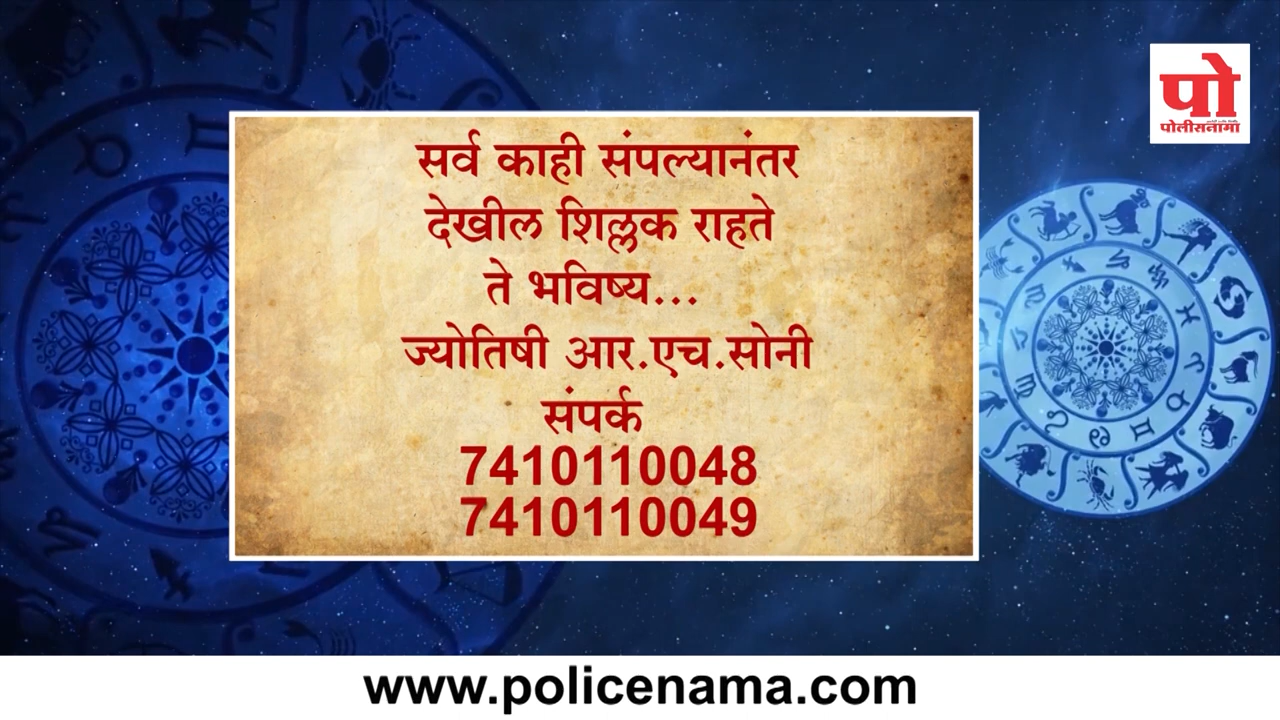 पो
पोलीसनामा
सर्व काही संपल्यानंतर
देखील शिल्लक राहते
ते भविष्य...
ज्योतिषी आर.एच.सोनी
संपर्क
7410110048
7410110049
www.policenama.com